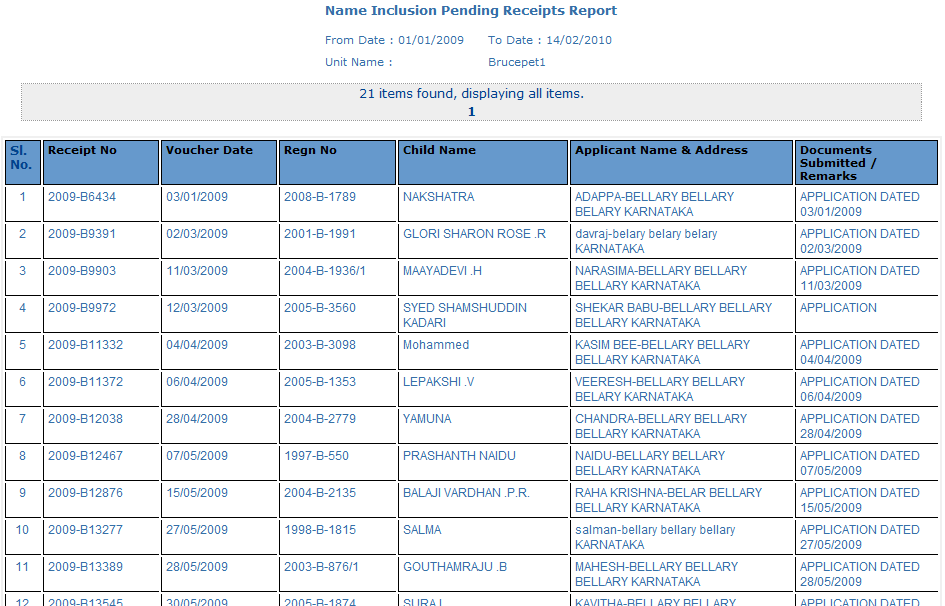 Name Inclusion Pending Receipts Report
From Date : 01/01/2009 To Date : 14/02/2010
Unit Name : Brucepet1
21 items found, displaying all items.
1
Sl. No. Receipt No Voucher Date Regn No Child Name Applicant Name & Address Documents Submitted / Remarks
1 2009-B6434 03/01/2009 2008-B-1789 NAKSHATRA ADAPPA-BELLARY BELLARY APPLICATION DATED
BELARY KARNATAKA 03/01/2009
2 2009-B9391 02/03/2009 2001-B-1991 GLORI SHARON ROSE .R davraj-belary belary belary APPLICATION DATED
KARNATAKA 02/03/2009
3 2009-B9903 11/03/2009 2004-B-1936/1 MAAYADEVI .H NARASIMA-BELLARY BELLARY APPLICATION DATED
BELLARY KARNATAKA 11/03/2009
4 2009-B9972 12/03/2009 2005-B-3560 SYED SHAMSHUDDIN SHEKAR BABU-BELLARY BELLARY APPLICATION
KADARI BELLARY KARNATAKA
5 2009-B11332 04/04/2009 2003-B-3098 Mohammed KASIM BEE-BELLARY BELLARY APPLICATION DATED
BELLARY KARNATAKA 04/04/2009
6 2009-B11372 06/04/2009 2005-B-1353 LEPAKSHI .V VEERESH-BELLARY BELLARY APPLICATION DATED
BELARY KARNATAKA 06/04/2009
7 2009-B12038 28/04/2009 2004-B-2779 YAMUNA CHANDRA-BELLARY BELLARY APPLICATION DATED
BELLARY KARNATAKA 28/04/2009
8 2009-B12467 07/05/2009 1997-B-550 PRASHANTH NAIDU NAIDU-BELLARY BELLARY APPLICATION DATED
BELLARY KARNATAKA 07/05/2009
9 2009-B12876 15/05/2009 2004-B-2135 BALAJI VARDHAN .P.R. RAHA KRISHNA-BELAR BELLARY APPLICATION DATED
BELLARY KARNATAKA 15/05/2009
10 2009-B13277 27/05/2009 1998-B-1815 SALMA salman-bellary bellary bellary APPLICATION DATED
KARNATAKA 27/05/2009
11 2009-B13389 28/05/2009 2003-B-876/1 GOUTHAMRAJU .B MAHESH-BELLARY BELLARY APPLICATION DATED
BELLARY KARNATAKA 28/05/2009
12 2009-B13545 30/05/2009 2005-B-1874 KAVITHA-BELLARY BELLARY APPLICATION DATED